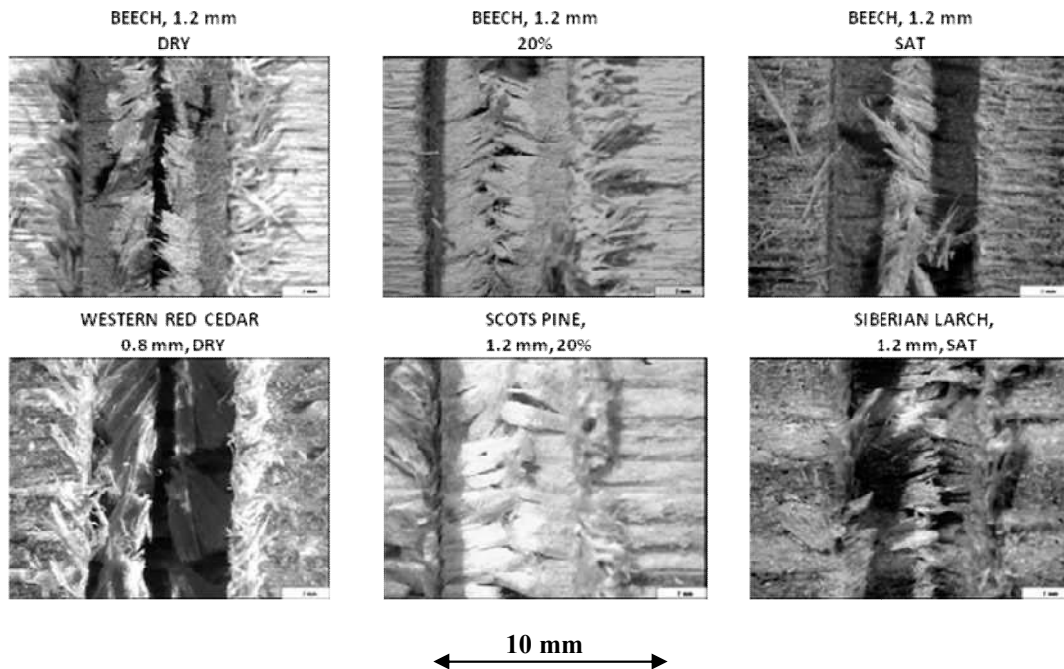 BEECH, 1.2 mm
DRY
BEECH, 1.2 mm
20%
BEECH, 1.2 mm
SAT
WESTERN RED CEDAR
0.8 mm, DRY
SCOTS PINE,
1.2 mm, 20%
SIBERIAN LARCH,
1.2 mm, SAT
10 mm